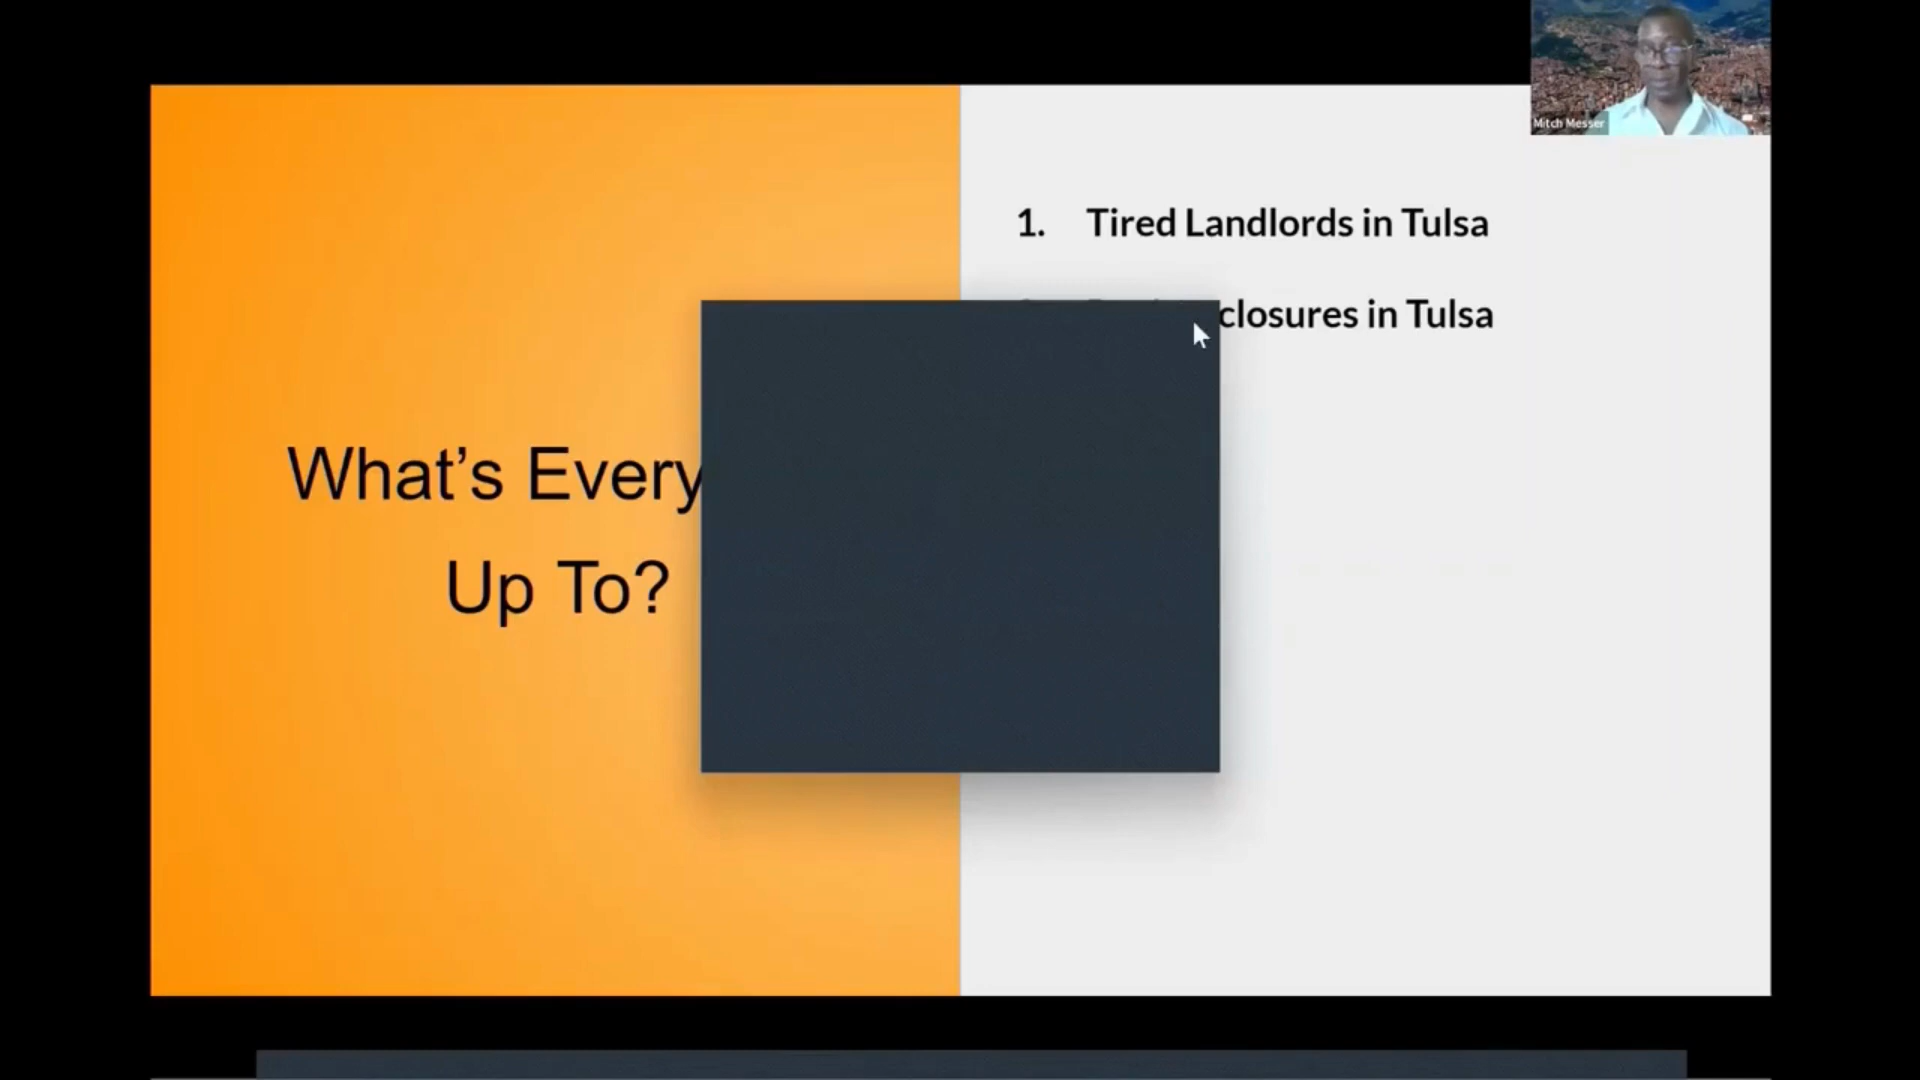 Mitch Messer
1. Tired Landlords in Tulsa
closures in Tulsa
What's Every
Up To?